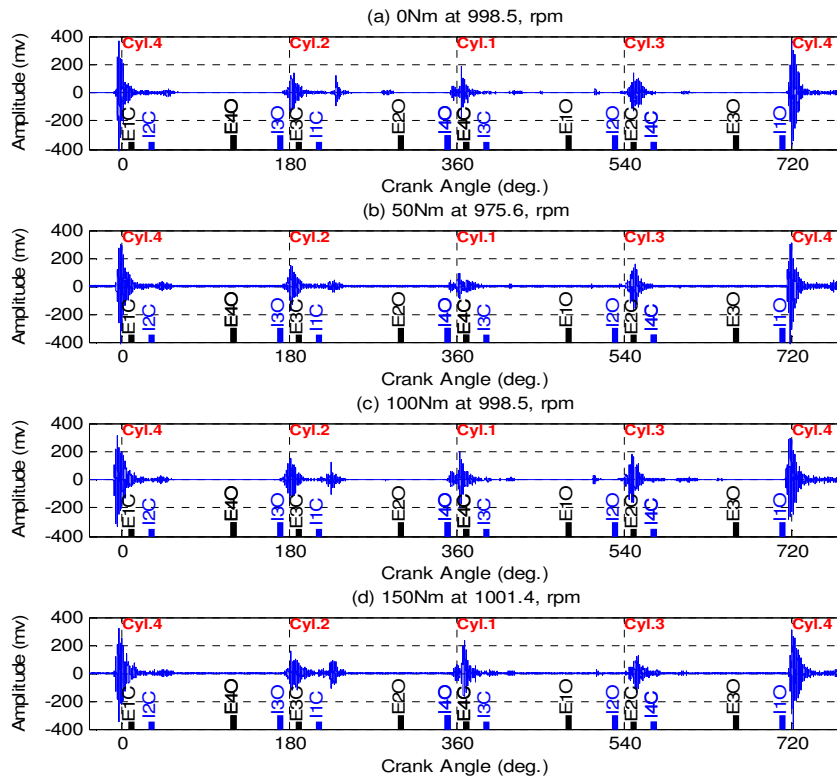 (a) 0Nm at 998.5, rpm
400 Cyl.4 Cyl.2 Cyl.1 Cyl.3 Cyl.4
200
0
-200
-400
Amplitude (mv)
E1C I2C E4O I3O E3C I1C E2O I4O E4C I3C E1O I2O E2C I4C E3O I1O
0 180 360 540 720
Crank Angle (deg.)
(b) 50Nm at 975.6, rpm
400 Cyl.4 Cyl.2 Cyl.1 Cyl.3 Cyl.4
200
0
-200
-400
Amplitude (mv)
E1C I2C E4O I3O E3C I1C E2O I4O E4C I3C E1O I2O E2C I4C E3O I1O
0 180 360 540 720
Crank Angle (deg.)
(c) 100Nm at 998.5, rpm
400 Cyl.4 Cyl.2 Cyl.1 Cyl.3 Cyl.4
200
0
-200
-400
Amplitude (mv)
E1C I2C E4O I3O E3C I1C E2O I4O E4C I3C E1O I2O E2C I4C E3O I1O
0 180 360 540 720
Crank Angle (deg.)
(d) 150Nm at 1001.4, rpm
400 Cyl.4 Cyl.2 Cyl.1 Cyl.3 Cyl.4
200
0
-200
-400
Amplitude (mv)
E1C I2C E4O I3O E3C I1C E2O I4O E4C I3C E1O I2O E2C I4C E3O I1O
0 180 360 540 720
Crank Angle (deg.)